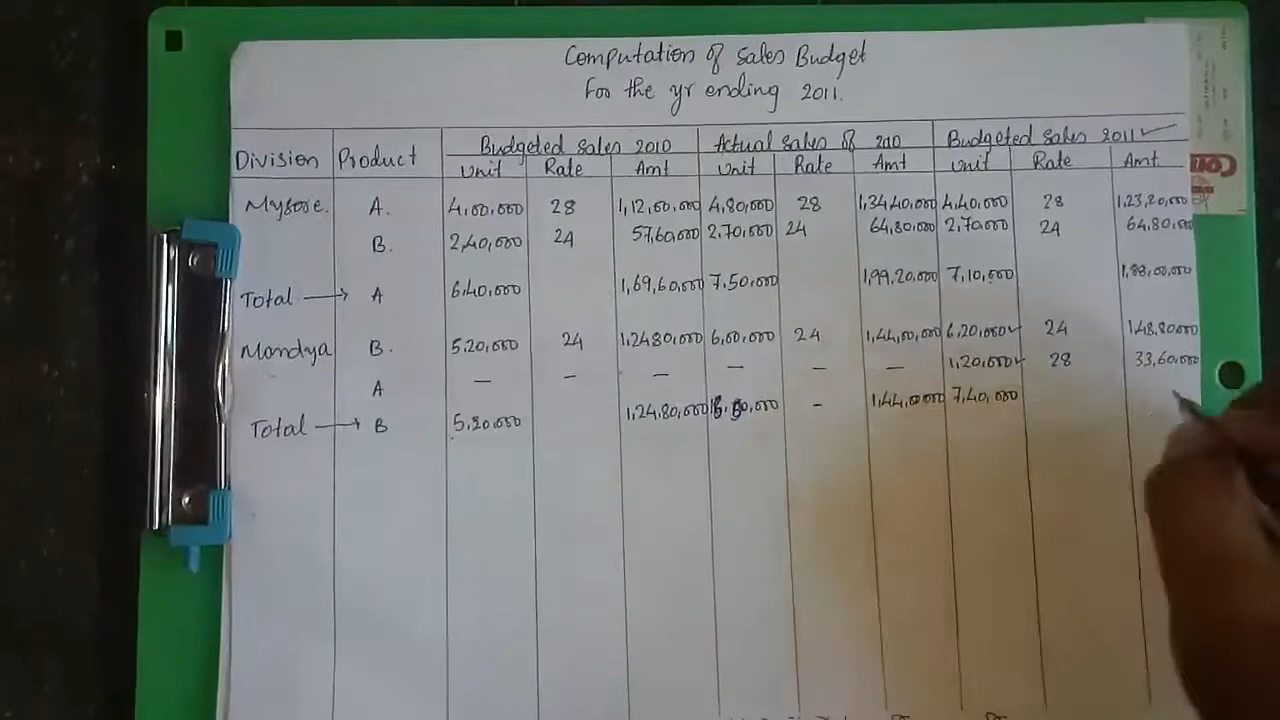 Computation of Sales Budget
For the yr ending 2011.
Budgeted Sales 2010 Actual Sales of 2010 Budgeted Sales 2011
Division Product Unit Rate Amt Unit Rate Amt Unit Rate Amt
Mysore. A. 4,00,000 28 1,12,00,000 4,80,000 28 1,34,40,000 4,40,000 28 1,23,20,000
B. 2,40,000 24 57,60,000 2,70,000 24 64,80,000 2,70,000 24 64,80,000
Total → A 6,40,000 1,69,60,000 7,50,000 1,99,20,000 7,10,000 1,88,00,000
Mandya B. 5,20,000 24 1,24,80,000 6,00,000 24 1,44,00,000 6,20,000 24 1,48,80,000
A — — — — — — 1,20,000 28 33,60,000
Total → B 5,20,000 1,24,80,000 - 1,44,00,000 7,40,000